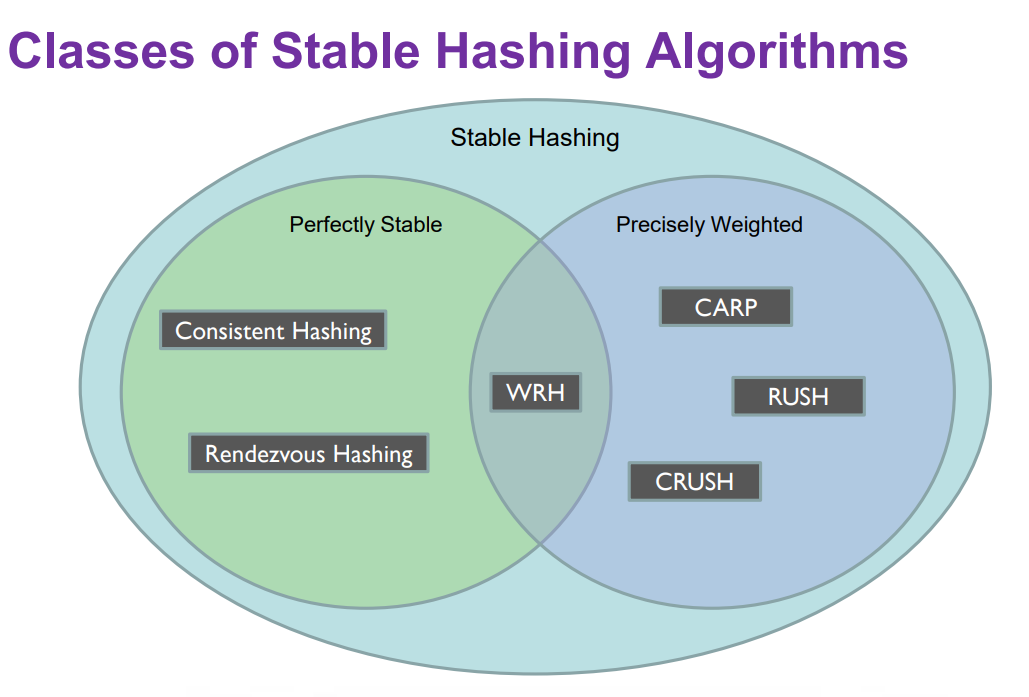 Classes of Stable Hashing Algorithms
Stable Hashing
Perfectly Stable
Precisely Weighted
CARP
Consistent Hashing
WRH
RUSH
Rendezvous Hashing
CRUSH